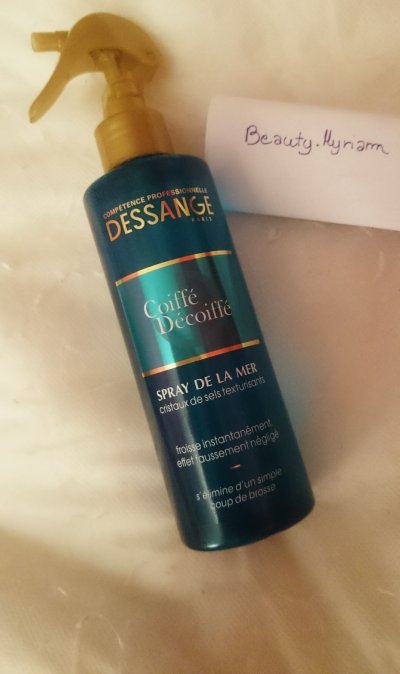 COMPÉTENCE PROFESSIONNELLE
DESSANGE
PARIS
Coiffé
Décoiffé
SPRAY DE LA MER
cristaux de sels texturisants
froisse instantanément,
effet faussement négligé
s'élimine d'un simple
coup de brosse
Beauty.Myriam